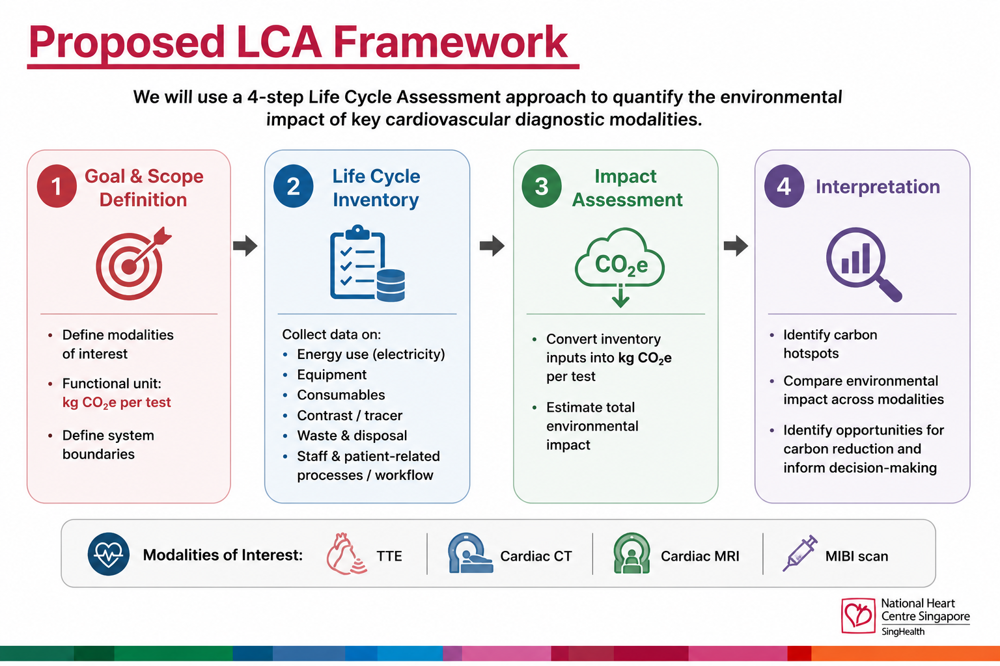 Proposed LCA Framework
We will use a 4-step Life Cycle Assessment approach to quantify the environmental
impact of key cardiovascular diagnostic modalities.
1 Goal & Scope
Definition
• Define modalities
of interest
• Functional unit:
kg CO₂e per test
• Define system
boundaries
2 Life Cycle
Inventory
Collect data on:
• Energy use (electricity)
• Equipment
• Consumables
• Contrast / tracer
• Waste & disposal
• Staff & patient-related
processes / workflow
3 Impact
Assessment
CO₂e
• Convert inventory
inputs into kg CO₂e
per test
• Estimate total
environmental
impact
4 Interpretation
• Identify carbon
hotspots
• Compare environmental
impact across modalities
• Identify opportunities for
carbon reduction and
inform decision-making
Modalities of Interest: TTE Cardiac CT Cardiac MRI MIBI scan
National Heart
Centre Singapore
SingHealth